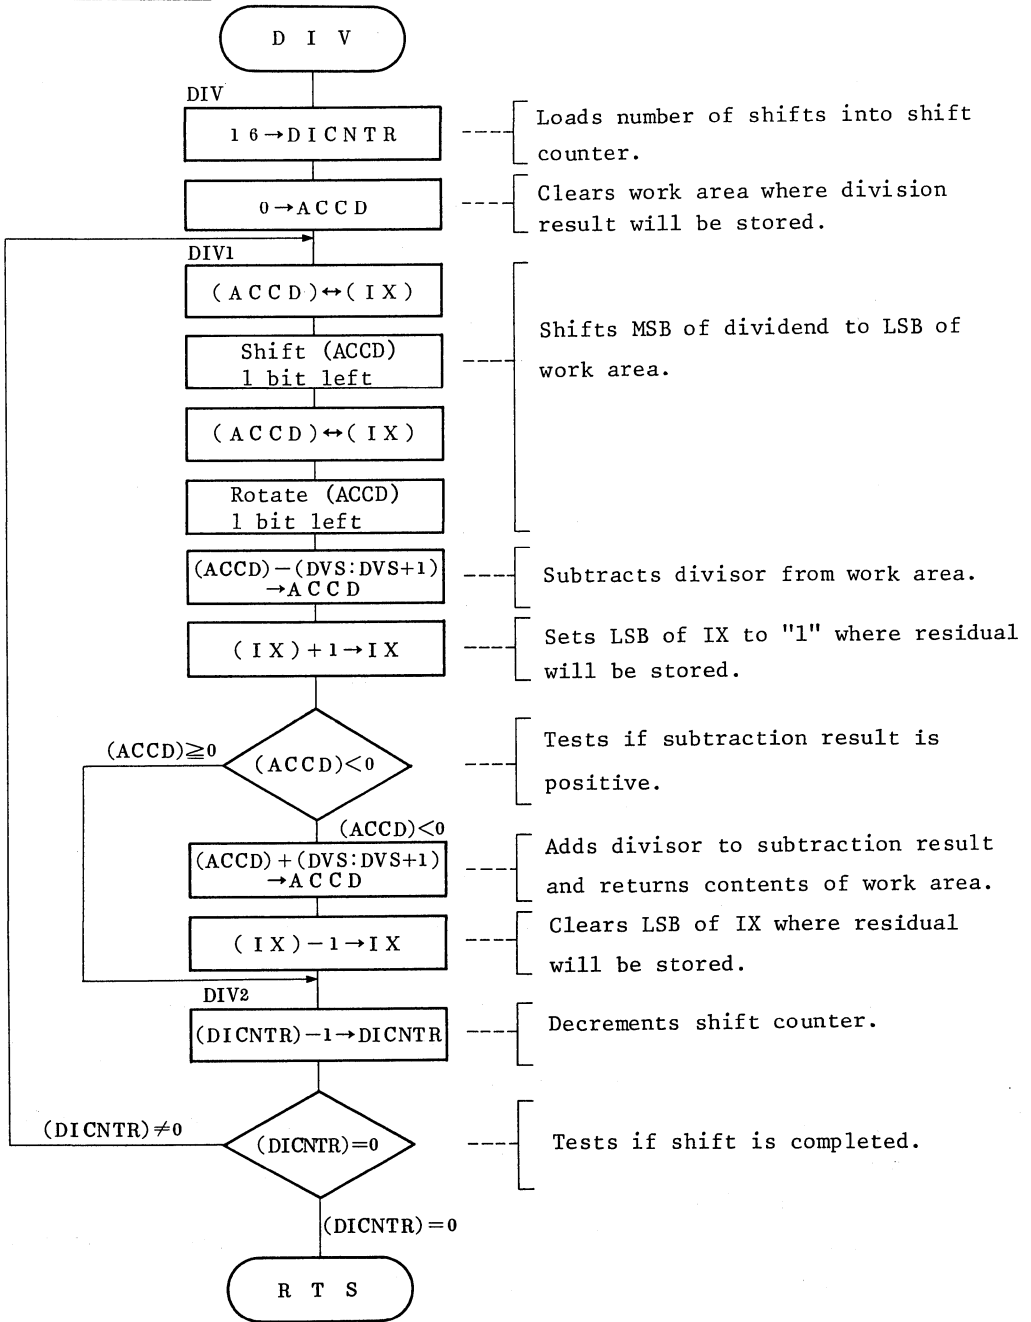 D I V
DIV
1 6→D I C N T R
Loads number of shifts into shift
counter.
0→A C C D
Clears work area where division
result will be stored.
DIV1
( A C C D )↔( I X )
Shift (ACCD)
1 bit left
( A C C D )↔( I X )
Rotate (ACCD)
1 bit left
Shifts MSB of dividend to LSB of
work area.
(ACCD)−(DVS:DVS+1)
→A C C D
Subtracts divisor from work area.
( I X ) + 1→I X
Sets LSB of IX to "1" where residual
will be stored.
(ACCD)≧0
(ACCD)<0
Tests if subtraction result is
positive.
(ACCD)<0
(ACCD)+(DVS:DVS+1)
→A C C D
Adds divisor to subtraction result
and returns contents of work area.
( I X )−1→I X
Clears LSB of IX where residual
will be stored.
DIV2
(DICNTR)−1→DICNTR
Decrements shift counter.
(DICNTR)≠0
(DICNTR)=0
Tests if shift is completed.
(DICNTR)=0
R T S